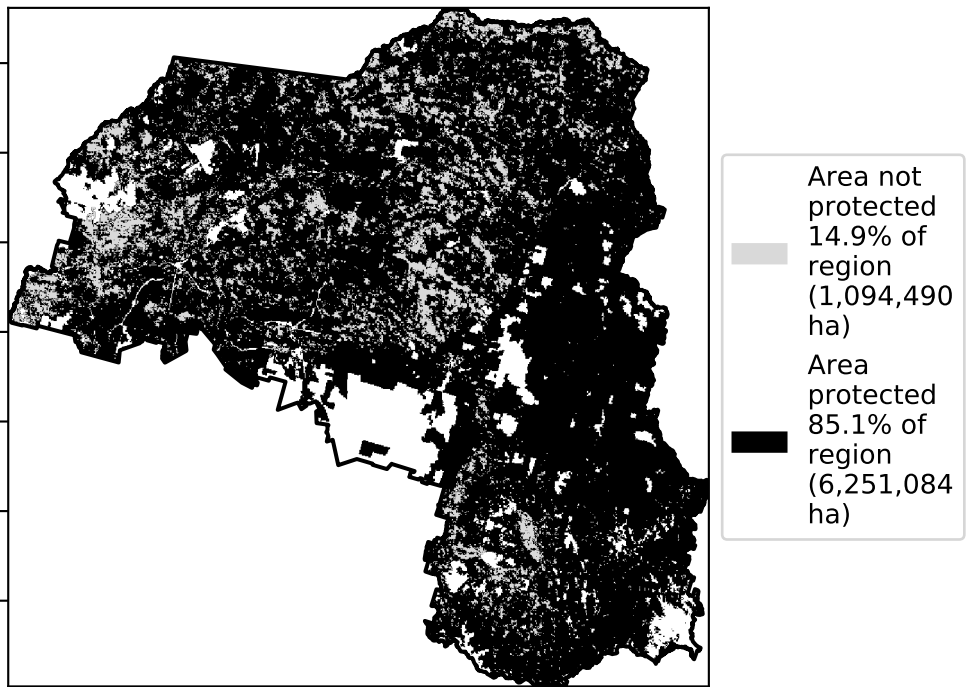 Area not
protected
14.9% of
region
(1,094,490
ha)
Area
protected
85.1% of
region
(6,251,084
ha)